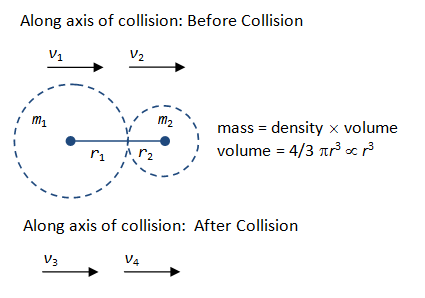 Along axis of collision: Before Collision
v₁ v₂
m₁ m₂
mass = density × volume
r₁ r₂
volume = 4/3 πr³ ∝ r³
Along axis of collision: After Collision
v₃ v₄